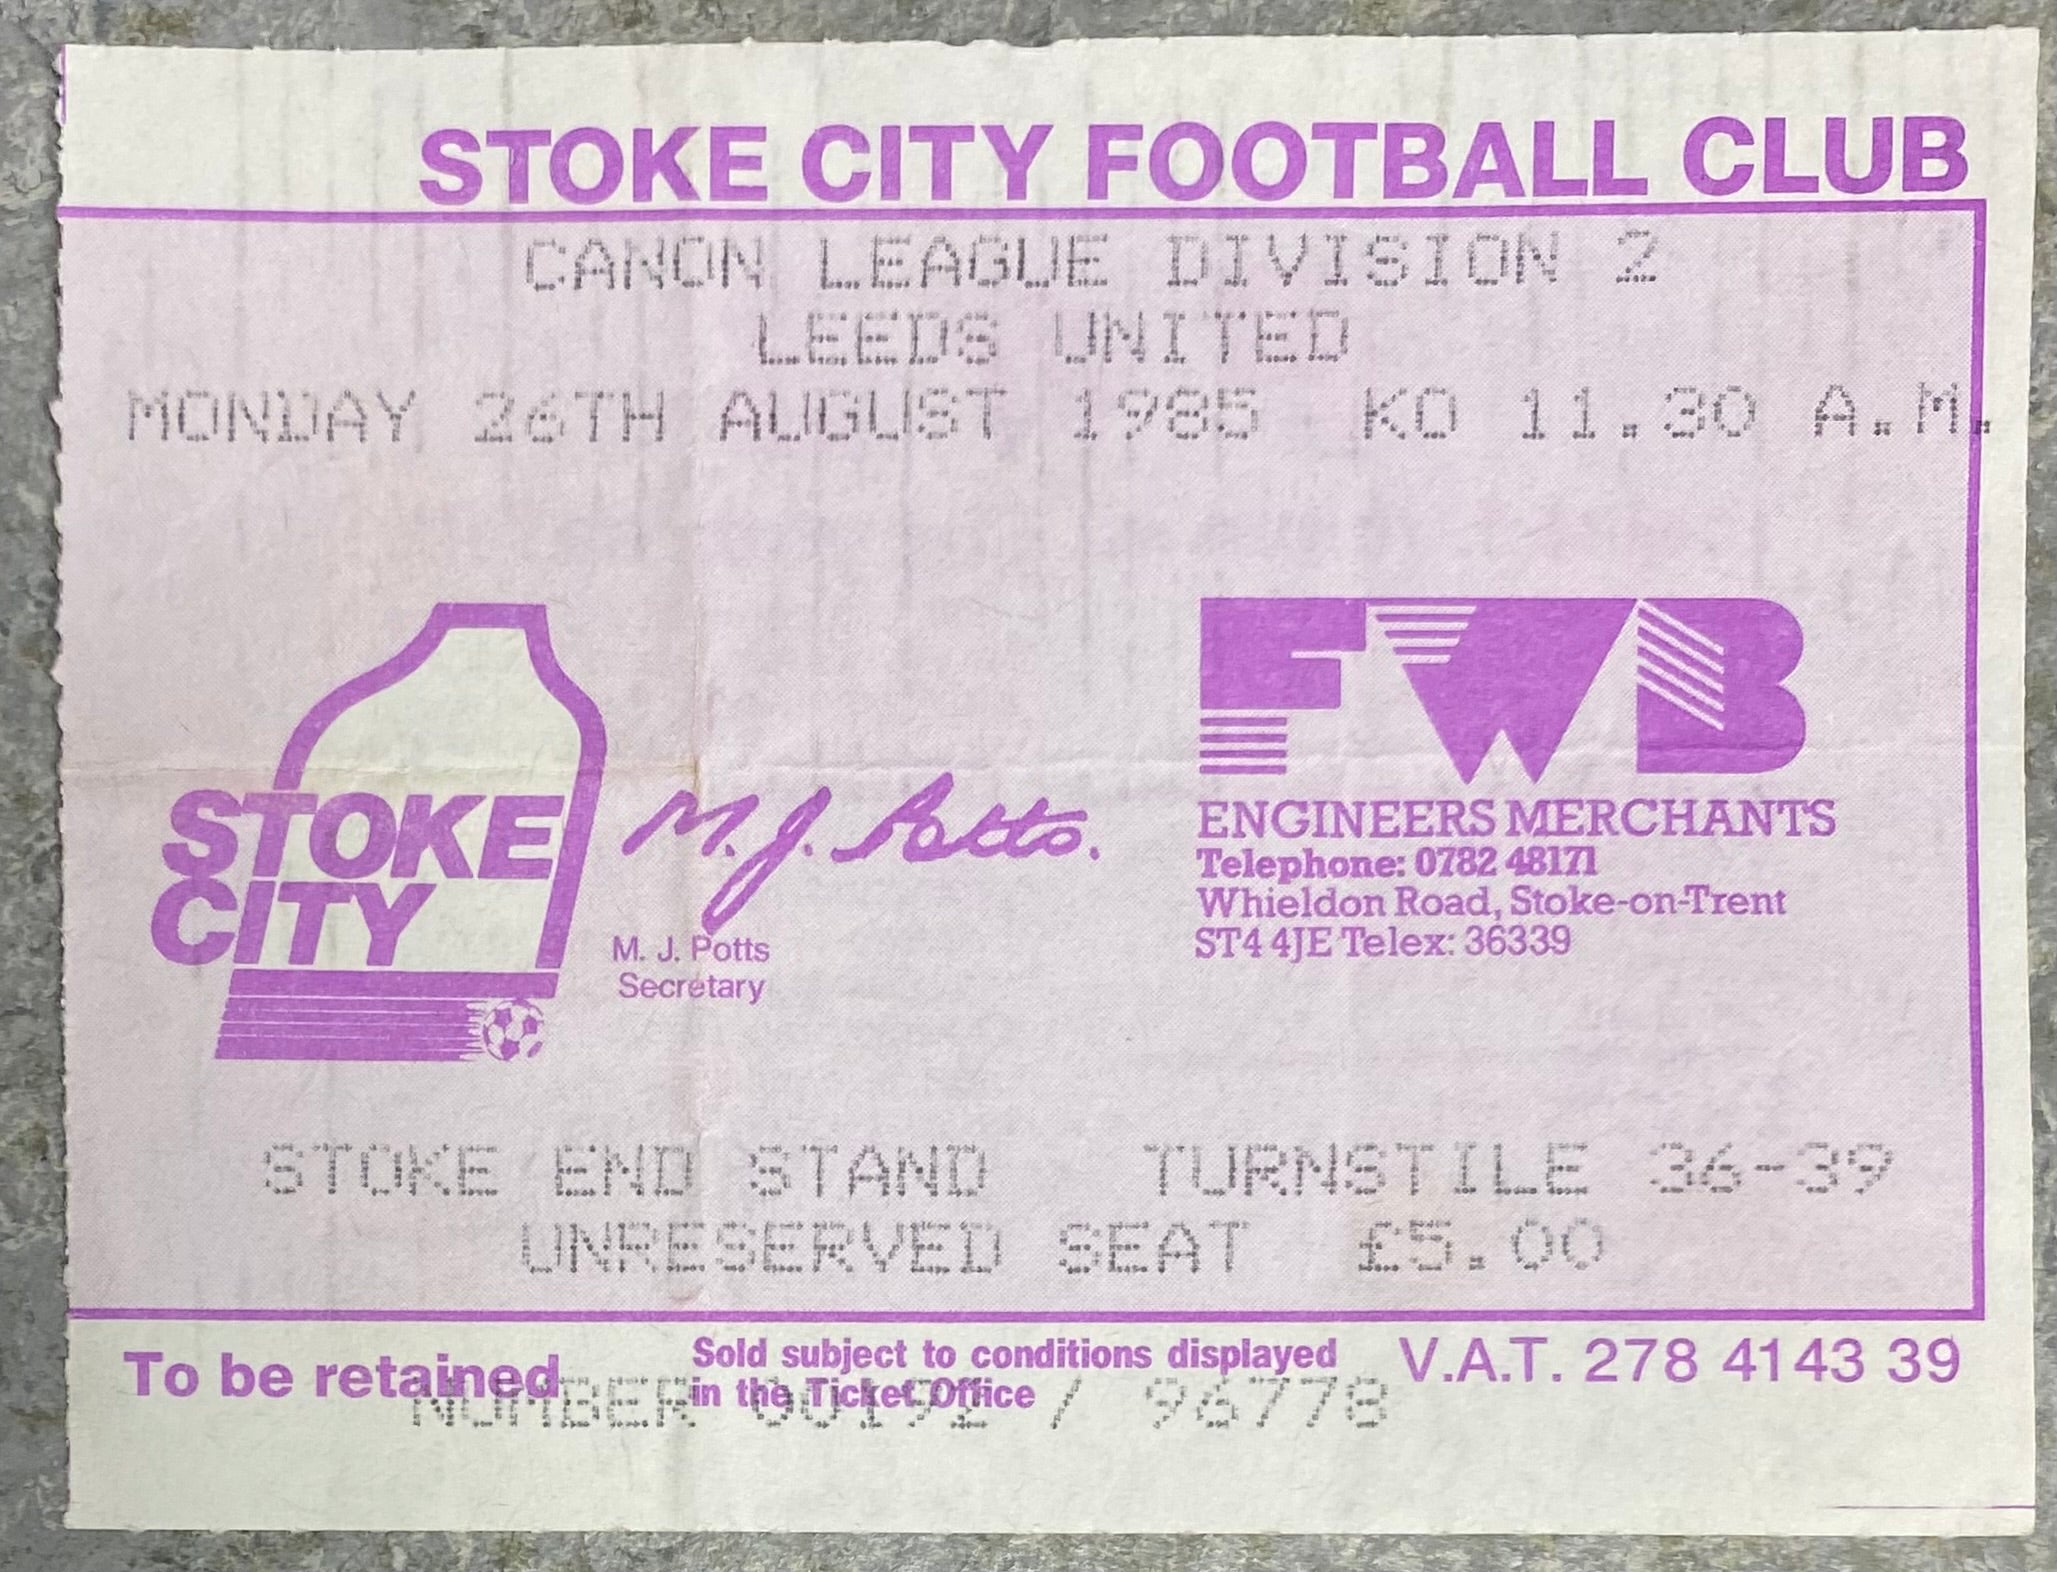 STOKE CITY FOOTBALL CLUB
CANON LEAGUE DIVISION 2
LEEDS UNITED
MONDAY 26TH AUGUST 1985 KO 11.30 A.M.
FWB
STOKE
CITY
M.J. Potts.
M. J. Potts
Secretary
ENGINEERS MERCHANTS
Telephone: 0782 48171
Whieldon Road, Stoke-on-Trent
ST4 4JE Telex: 36339
STOKE END STAND TURNSTILE 36-39
UNRESERVED SEAT £5.00
To be retained
Sold subject to conditions displayed
in the Ticket Office
V.A.T. 278 4143 39
NUMBER 00192 / 96778